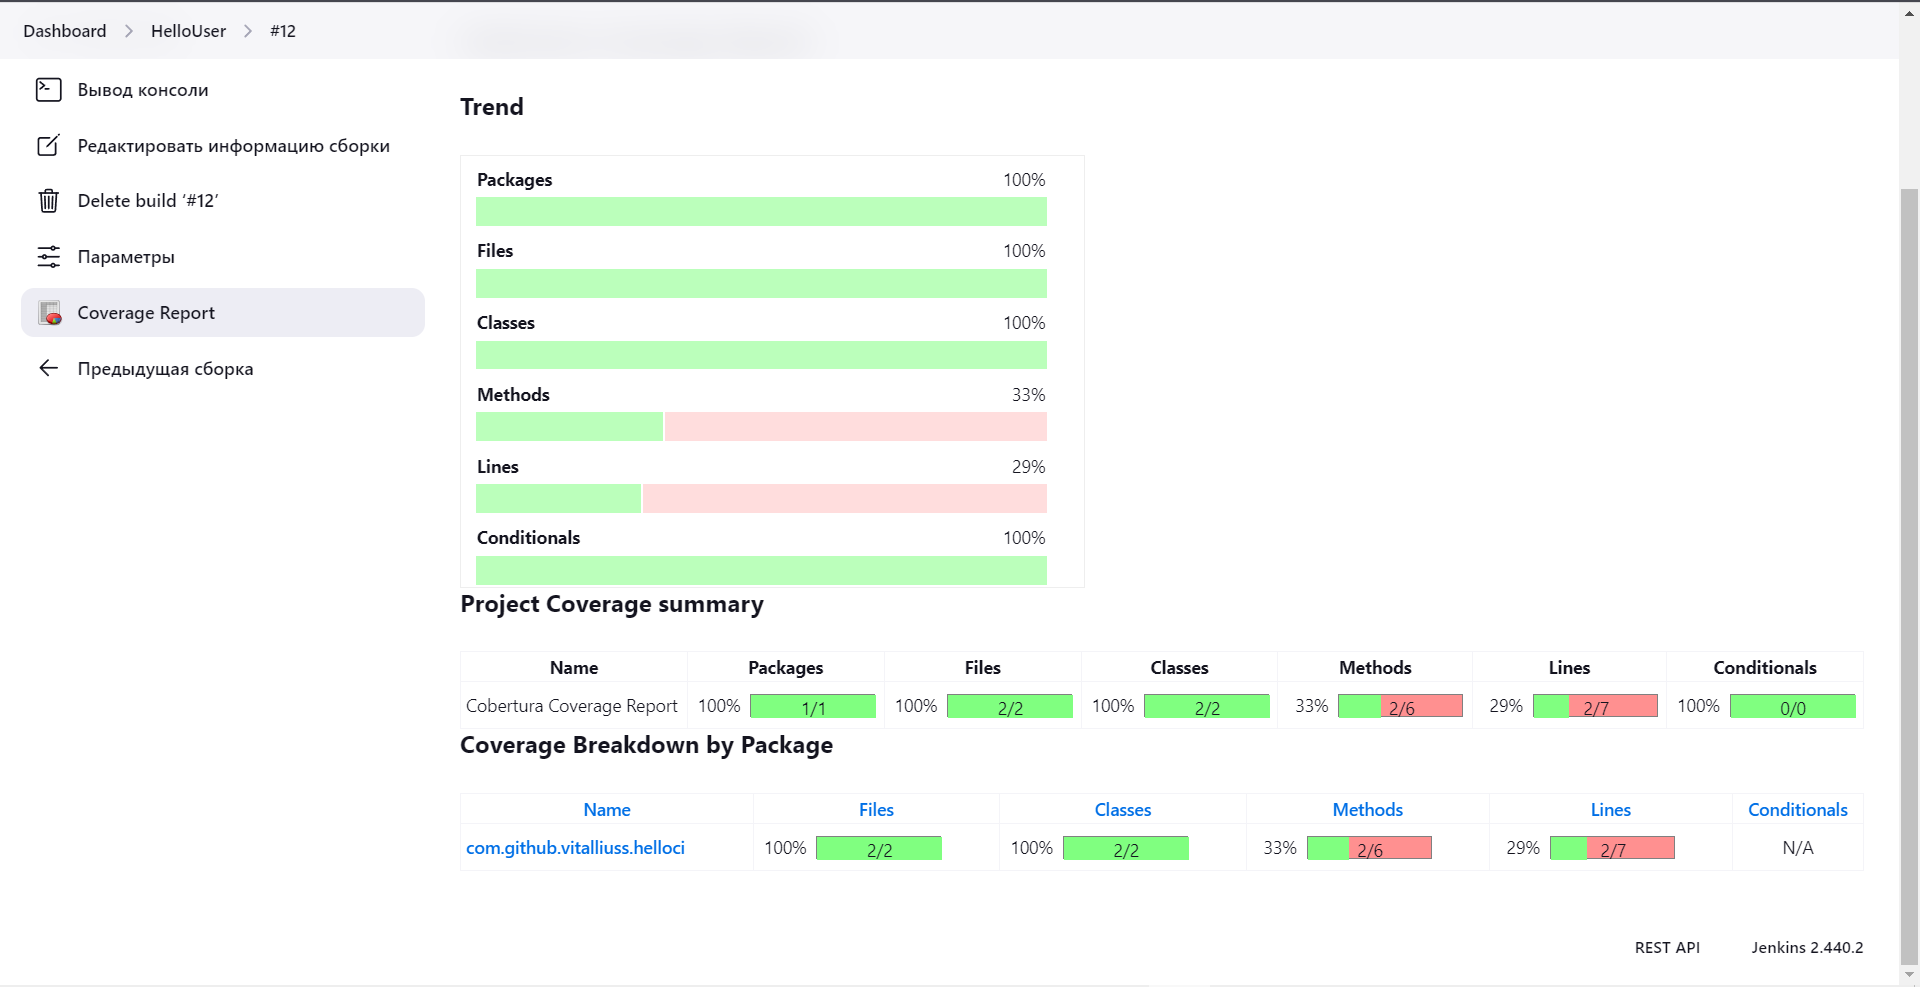 Dashboard HelloUser #12
Вывод консоли
Редактировать информацию сборки
Delete build ‘#12’
Параметры
Coverage Report
Предыдущая сборка
Trend
Packages 100%
Files 100%
Classes 100%
Methods 33%
Lines 29%
Conditionals 100%
Project Coverage summary
Name Packages Files Classes Methods Lines Conditionals
Cobertura Coverage Report 100% 1/1 100% 2/2 100% 2/2 33% 2/6 29% 2/7 100% 0/0
Coverage Breakdown by Package
Name Files Classes Methods Lines Conditionals
com.github.vitalliuss.helloci 100% 2/2 100% 2/2 33% 2/6 29% 2/7 N/A
REST API Jenkins 2.440.2